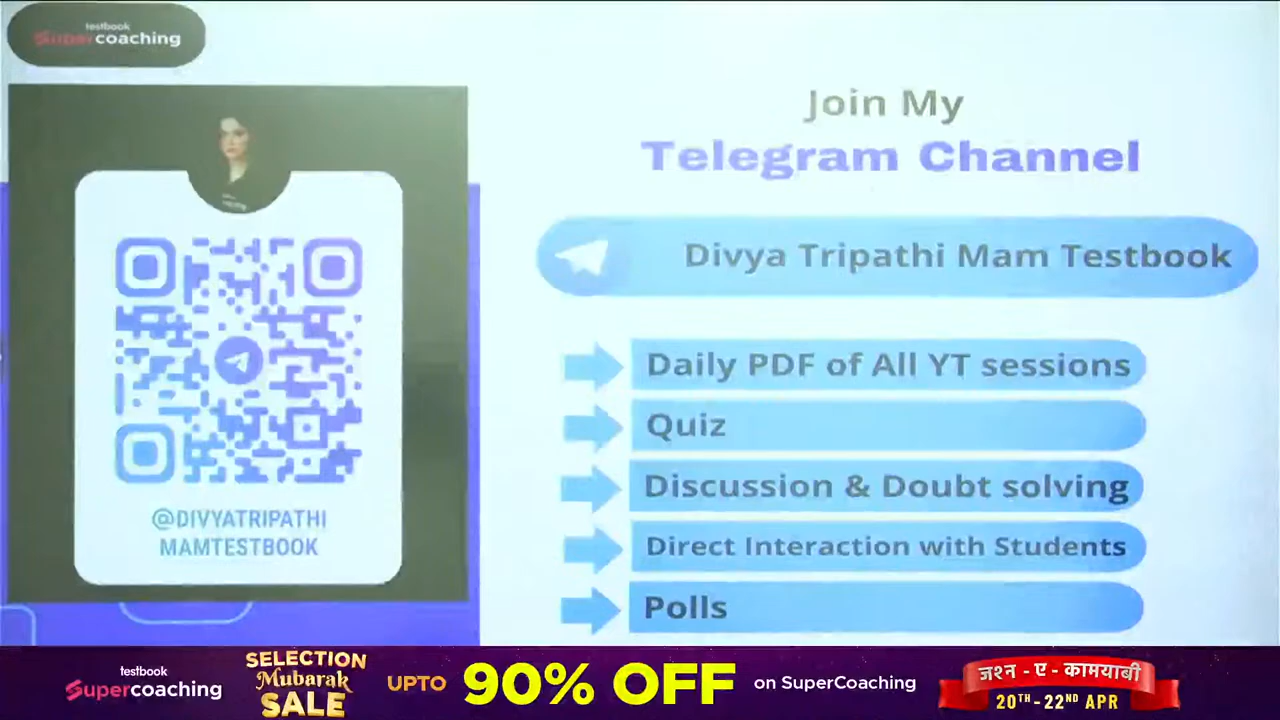 testbook
Supercoaching
Join My
Telegram Channel
Divya Tripathi Mam Testbook
Daily PDF of All YT sessions
Quiz
Discussion & Doubt solving
Direct Interaction with Students
Polls
@DIVYATRIPATHI
MAMTESTBOOK
testbook
Supercoaching
SELECTION
Mubarak
SALE
UPTO 90% OFF on SuperCoaching
जश्न - ए - कामयाबी
20TH - 22ND APR